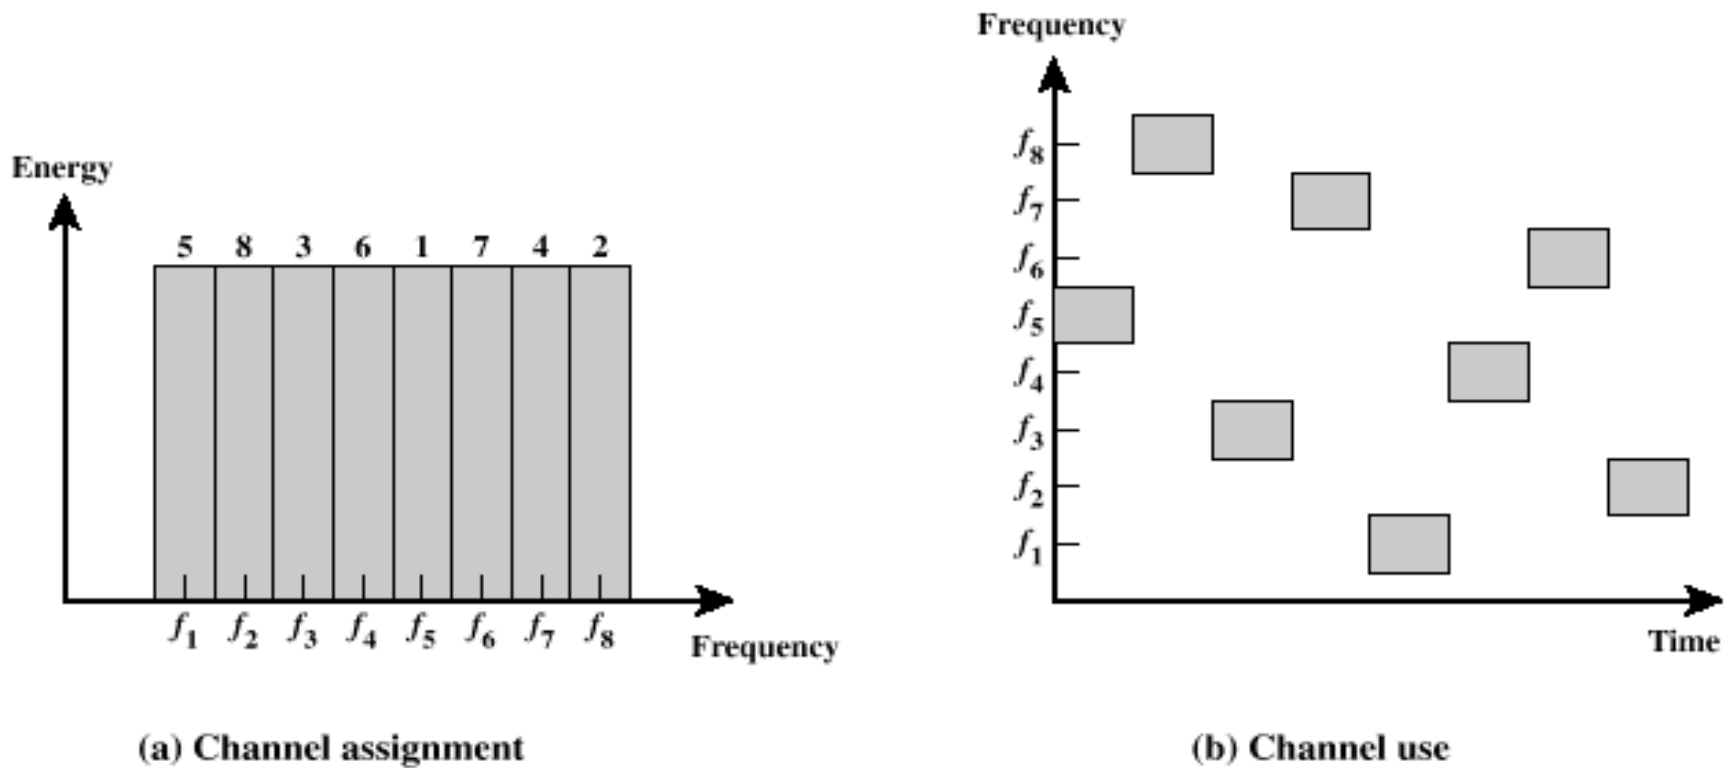 Energy
5 8 3 6 1 7 4 2
f1 f2 f3 f4 f5 f6 f7 f8
Frequency
(a) Channel assignment
Frequency
f8
f7
f6
f5
f4
f3
f2
f1
Time
(b) Channel use